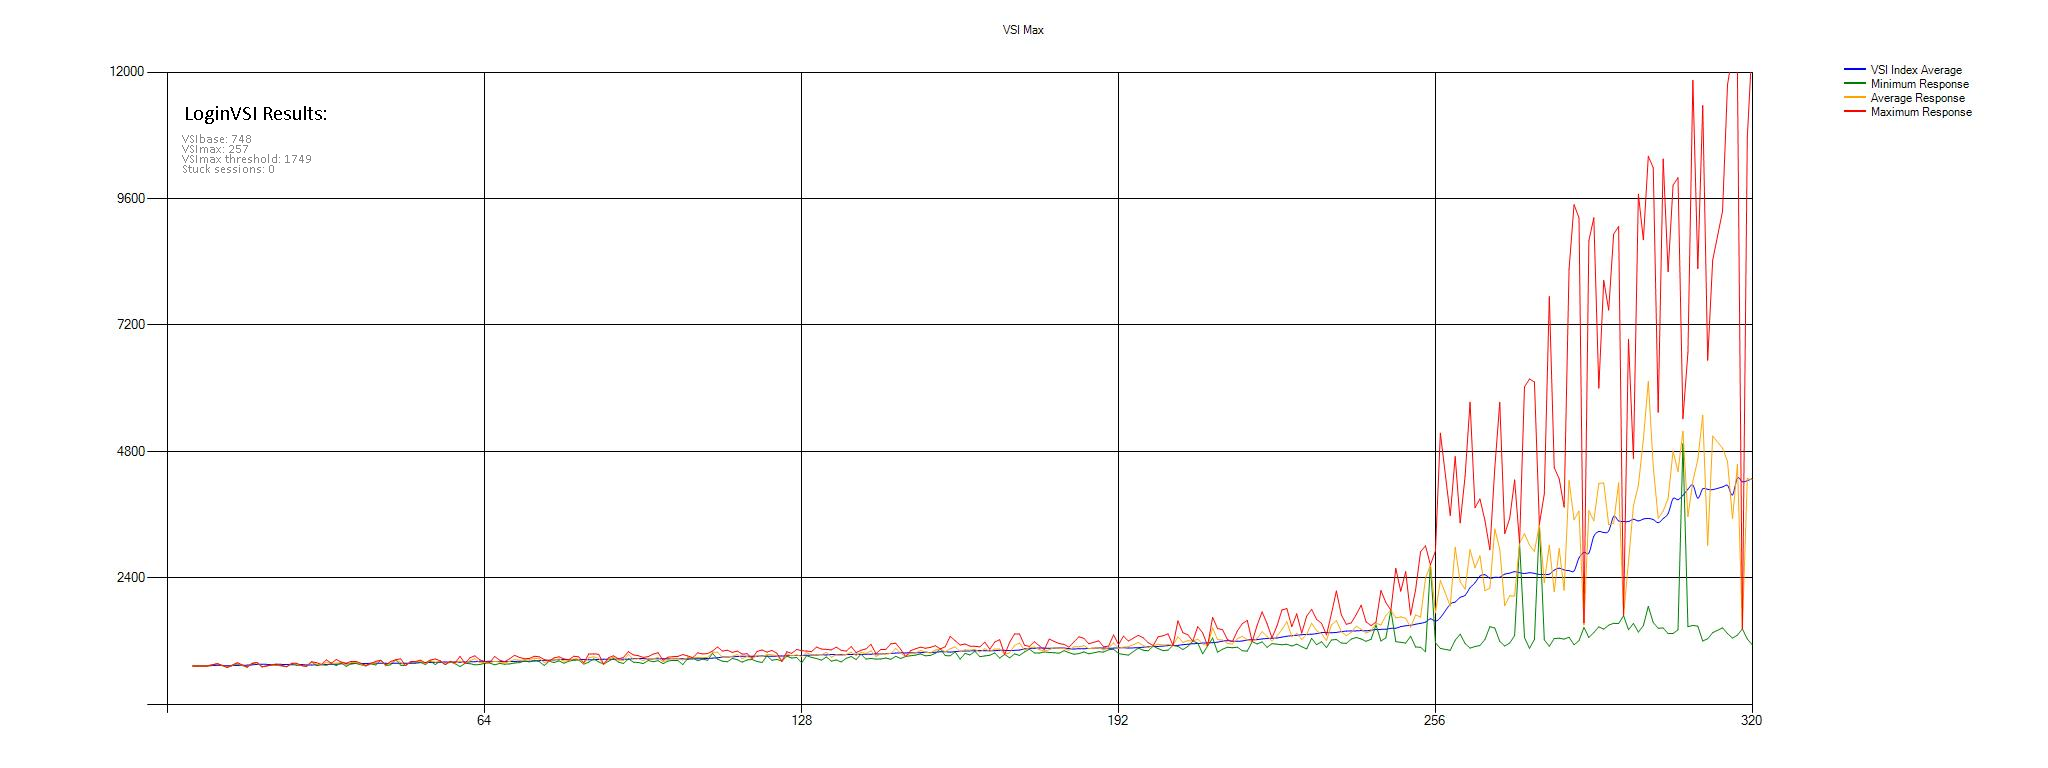 VSI Max
12000
9600
7200
4800
2400
LoginVSI Results:
VSIbase: 748
VSImax: 257
VSImax threshold: 1749
Stuck sessions: 0
VSI Index Average
Minimum Response
Average Response
Maximum Response
64
128
192
256
320